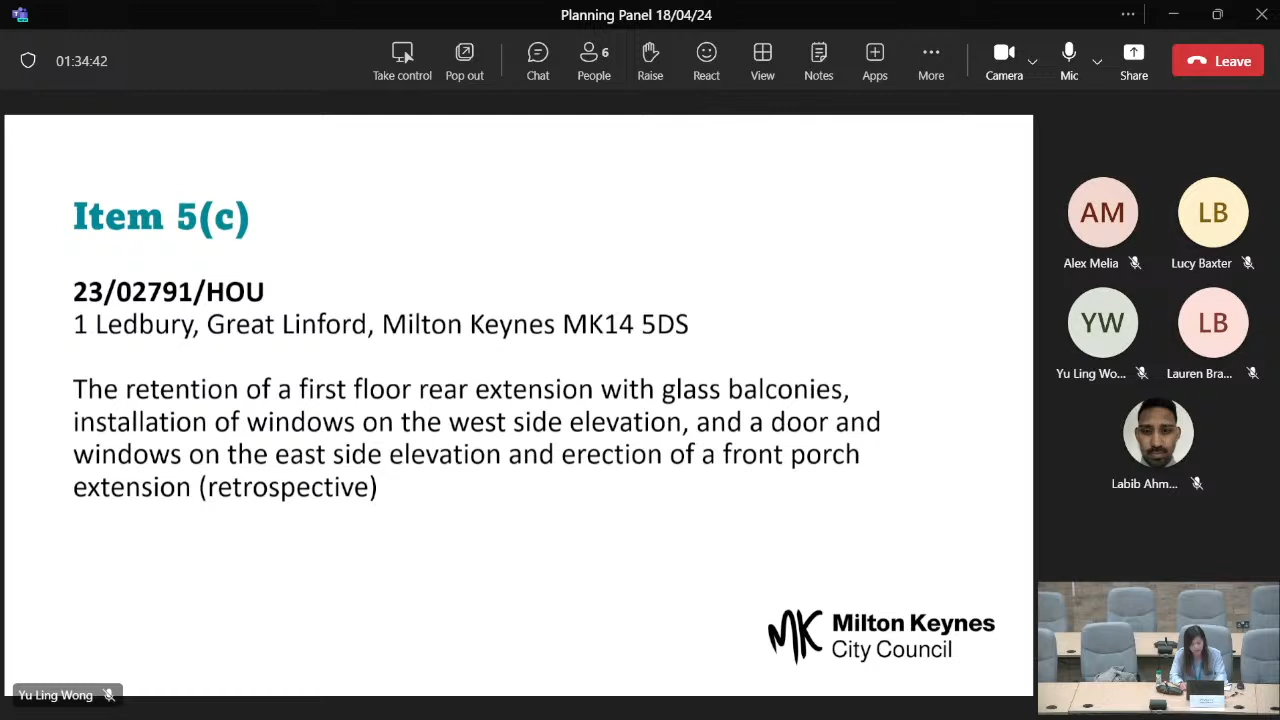 Planning Panel 18/04/24
01:34:42
Take control
Pop out
Chat
6
People
Raise
React
View
Notes
Apps
More
Camera
Mic
Share
Leave
Item 5(c)
23/02791/HOU
1 Ledbury, Great Linford, Milton Keynes MK14 5DS
The retention of a first floor rear extension with glass balconies,
installation of windows on the west side elevation, and a door and
windows on the east side elevation and erection of a front porch
extension (retrospective)
MK Milton Keynes
City Council
Yu Ling Wong
AM
LB
Alex Melia
Lucy Baxter
YW
LB
Yu Ling Wo...
Lauren Bra...
Labib Ahm...